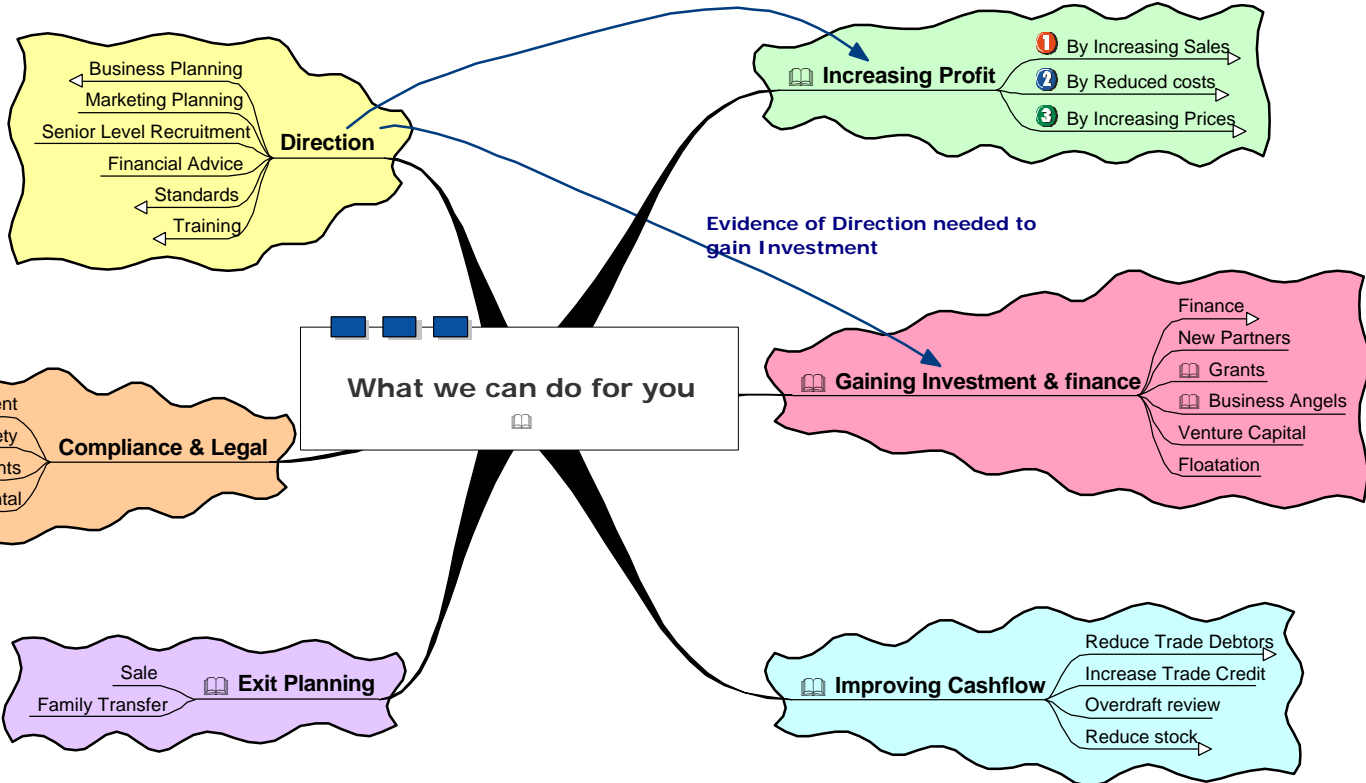 Business Planning
Marketing Planning
Senior Level Recruitment
Financial Advice
Standards
Training
Direction
Increasing Profit
1 By Increasing Sales
2 By Reduced costs
3 By Increasing Prices
Evidence of Direction needed to
gain Investment
What we can do for you
Gaining Investment & finance
Finance
New Partners
Grants
Business Angels
Venture Capital
Floatation
Compliance & Legal
Sale
Family Transfer
Exit Planning
Improving Cashflow
Reduce Trade Debtors
Increase Trade Credit
Overdraft review
Reduce stock